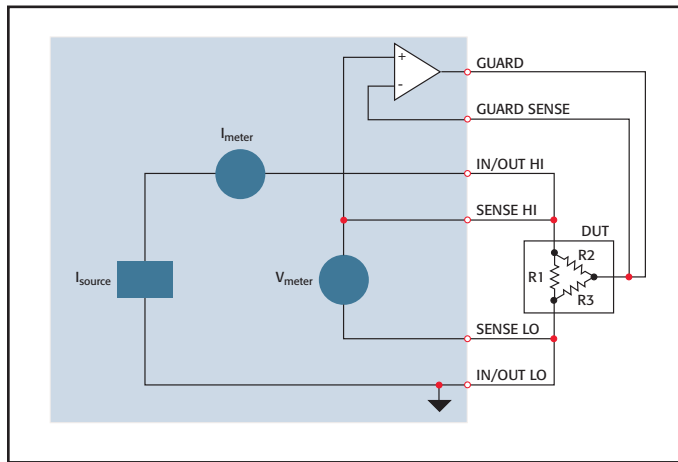 +
GUARD
-
GUARD SENSE
Imeter
IN/OUT HI
SENSE HI
DUT
R2
R1
Isource
Vmeter
R3
SENSE LO
IN/OUT LO